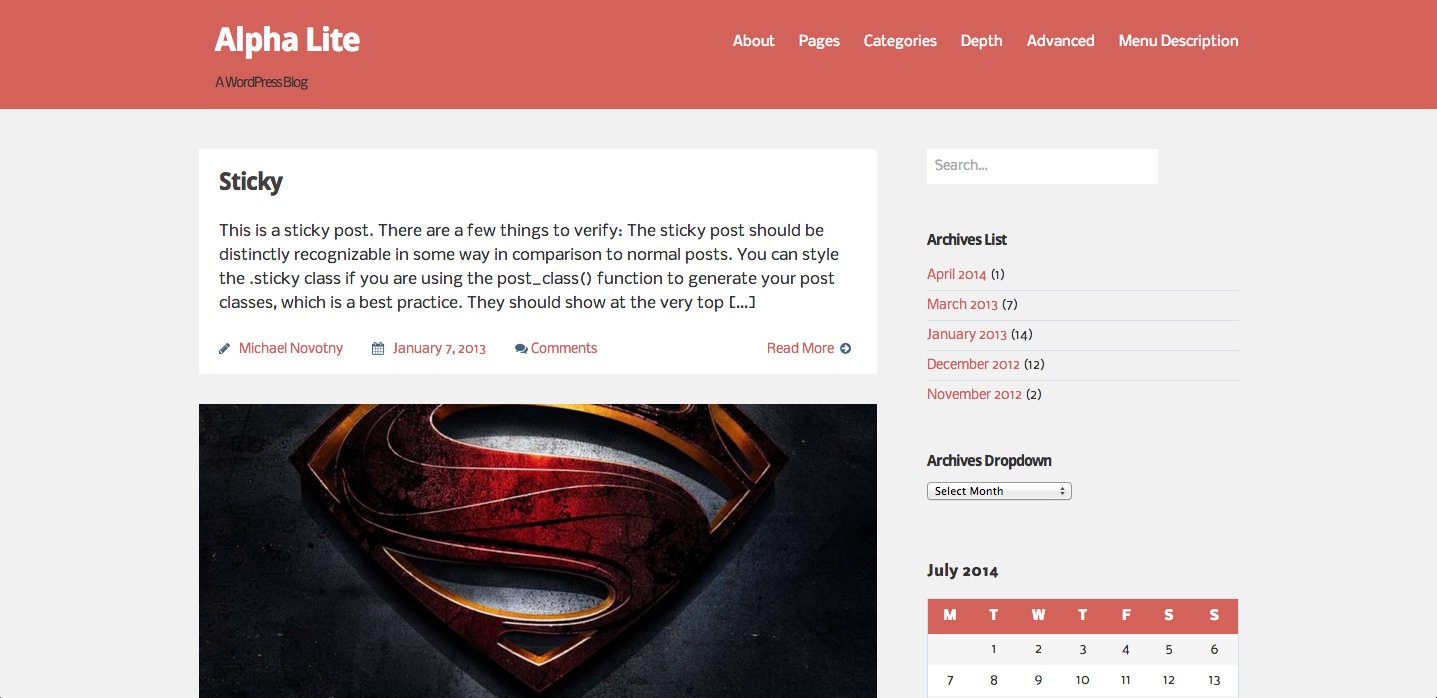 Alpha Lite
A WordPress Blog
About Pages Categories Depth Advanced Menu Description
Sticky
This is a sticky post. There are a few things to verify: The sticky post should be
distinctly recognizable in some way in comparison to normal posts. You can style
the .sticky class if you are using the post_class() function to generate your post
classes, which is a best practice. They should show at the very top [...]
Michael Novotny January 7, 2013 Comments Read More
Search...
Archives List
April 2014 (1)
March 2013 (7)
January 2013 (14)
December 2012 (12)
November 2012 (2)
Archives Dropdown
Select Month
July 2014
M T W T F S S
1 2 3 4 5 6
7 8 9 10 11 12 13